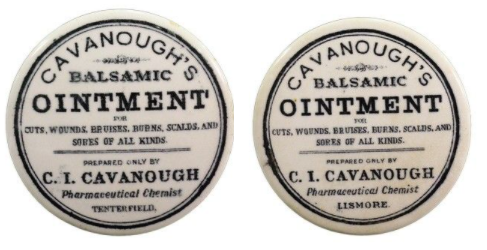 CAVANOUGH'S
BALSAMIC
OINTMENT
FOR
CUTS, WOUNDS, BRUISES, BURNS, SCALDS, AND
SORES OF ALL KINDS.
PREPARED ONLY BY
C. I. CAVANOUGH
Pharmaceutical Chemist
TENTERFIELD.
CAVANOUGH'S
BALSAMIC
OINTMENT
FOR
CUTS, WOUNDS, BRUISES, BURNS, SCALDS, AND
SORES OF ALL KINDS.
PREPARED ONLY BY
C. I. CAVANOUGH
Pharmaceutical Chemist
LISMORE.